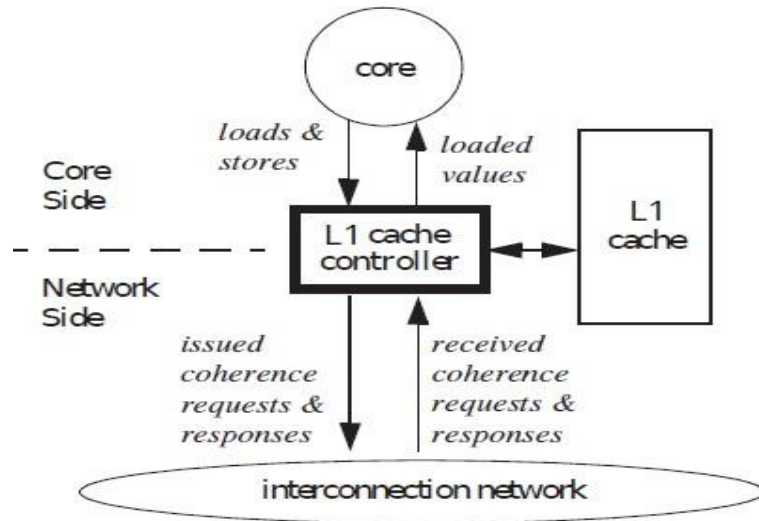 core
loads &
stores
loaded
values
Core
Side
L1 cache
controller
L1
cache
Network
Side
issued
coherence
requests &
responses
received
coherence
requests &
responses
interconnection network